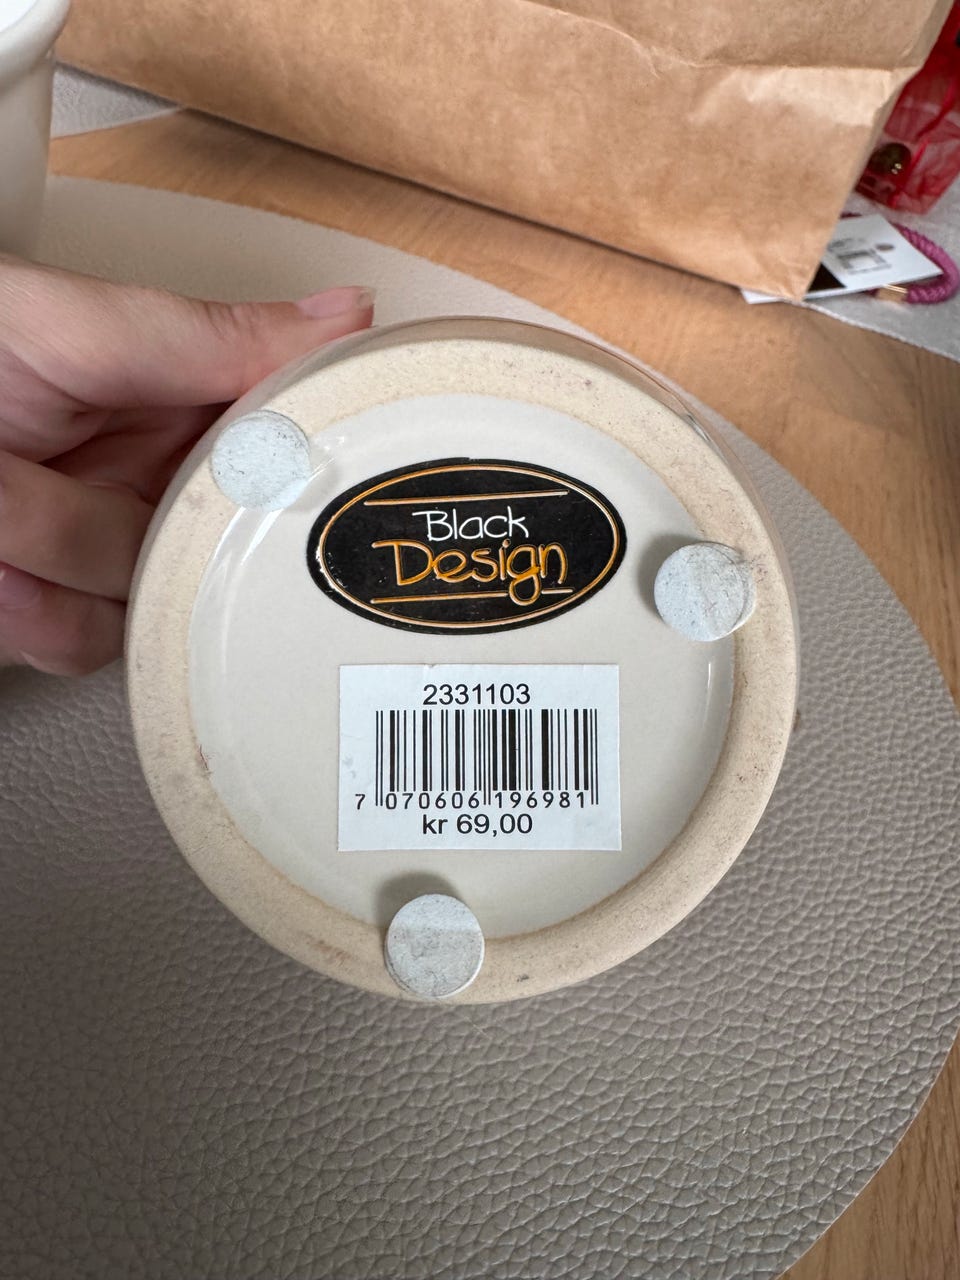 Black
Design
2331103
7 070606 196981
kr 69,00